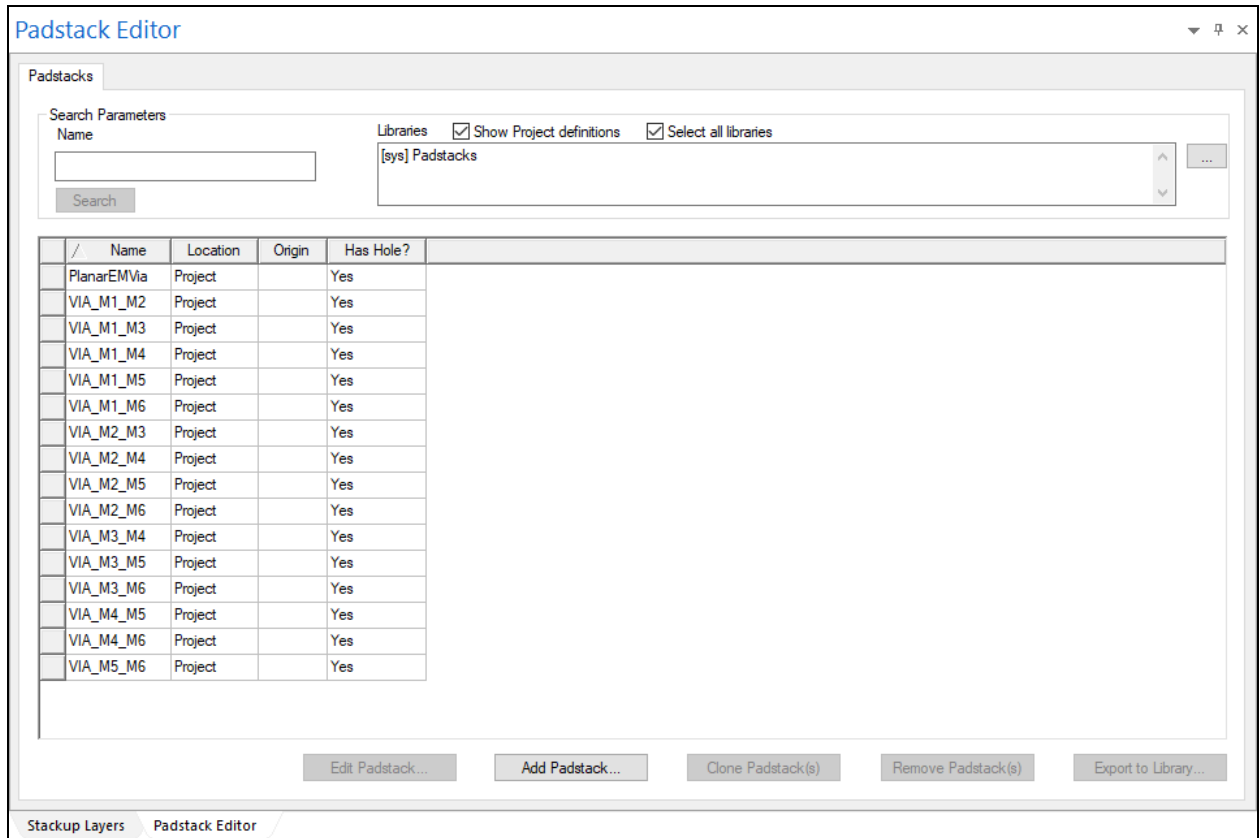 Padstack Editor
Padstacks
Search Parameters
Name
Libraries Show Project definitions Select all libraries
[sys] Padstacks
...
Search
/ Name Location Origin Has Hole?
PlanarEMVia Project Yes
VIA_M1_M2 Project Yes
VIA_M1_M3 Project Yes
VIA_M1_M4 Project Yes
VIA_M1_M5 Project Yes
VIA_M1_M6 Project Yes
VIA_M2_M3 Project Yes
VIA_M2_M4 Project Yes
VIA_M2_M5 Project Yes
VIA_M2_M6 Project Yes
VIA_M3_M4 Project Yes
VIA_M3_M5 Project Yes
VIA_M3_M6 Project Yes
VIA_M4_M5 Project Yes
VIA_M4_M6 Project Yes
VIA_M5_M6 Project Yes
Edit Padstack... Add Padstack... Clone Padstack(s) Remove Padstack(s) Export to Library...
Stackup Layers Padstack Editor